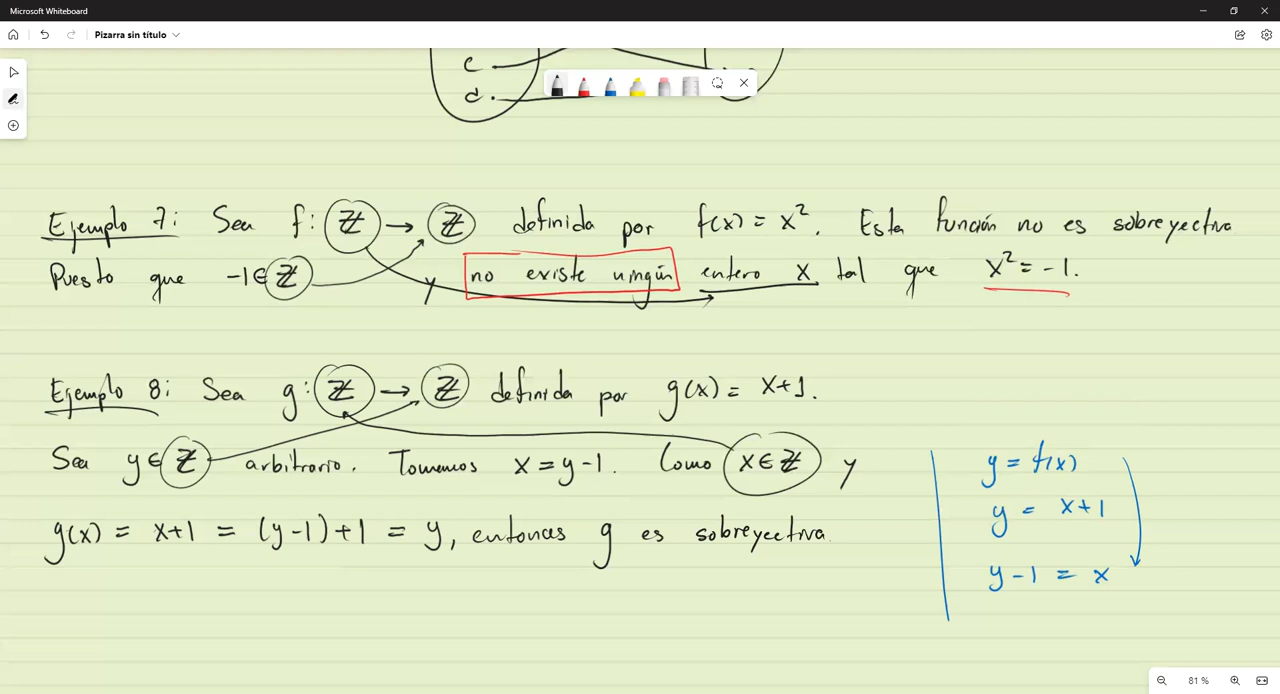 Microsoft Whiteboard
Pizarra sin título
c
d.
Ejemplo 7: Sea f: ℤ → ℤ definida por f(x) = x². Esta función no es sobreyectiva
Puesto que -1 ∈ ℤ y no existe ningún entero x tal que x² = -1.
Ejemplo 8: Sea g: ℤ → ℤ definida por g(x) = x+1.
Sea y ∈ ℤ arbitrario. Tomemos x = y-1. Como x ∈ ℤ y
g(x) = x+1 = (y-1)+1 = y, entonces g es sobreyectiva.
y = f(x)
y = x+1
y-1 = x
81 %